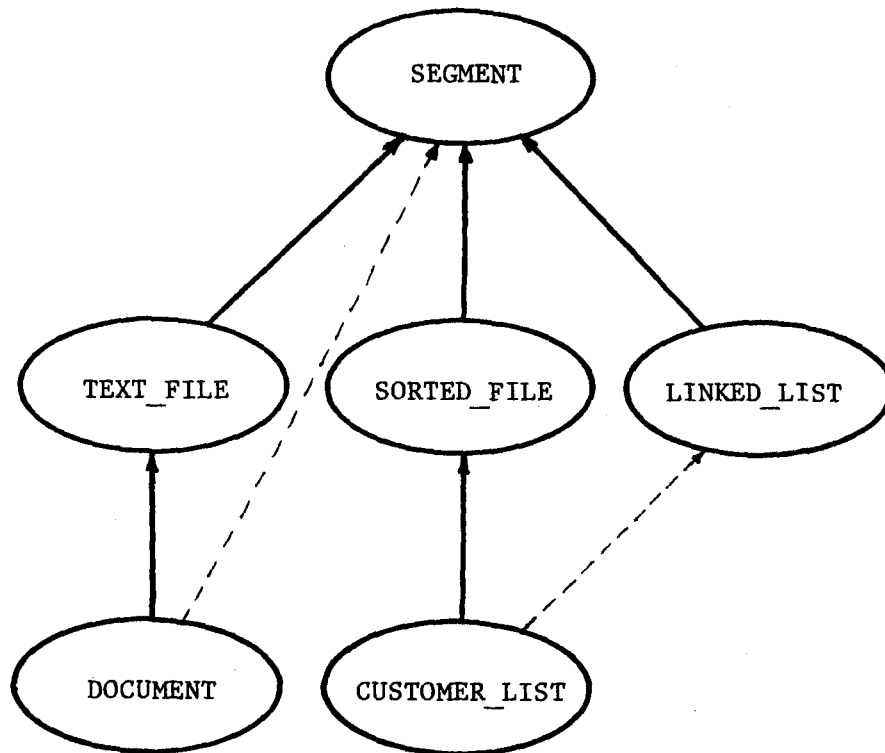 SEGMENT
TEXT_FILE
SORTED_FILE
LINKED_LIST
DOCUMENT
CUSTOMER_LIST